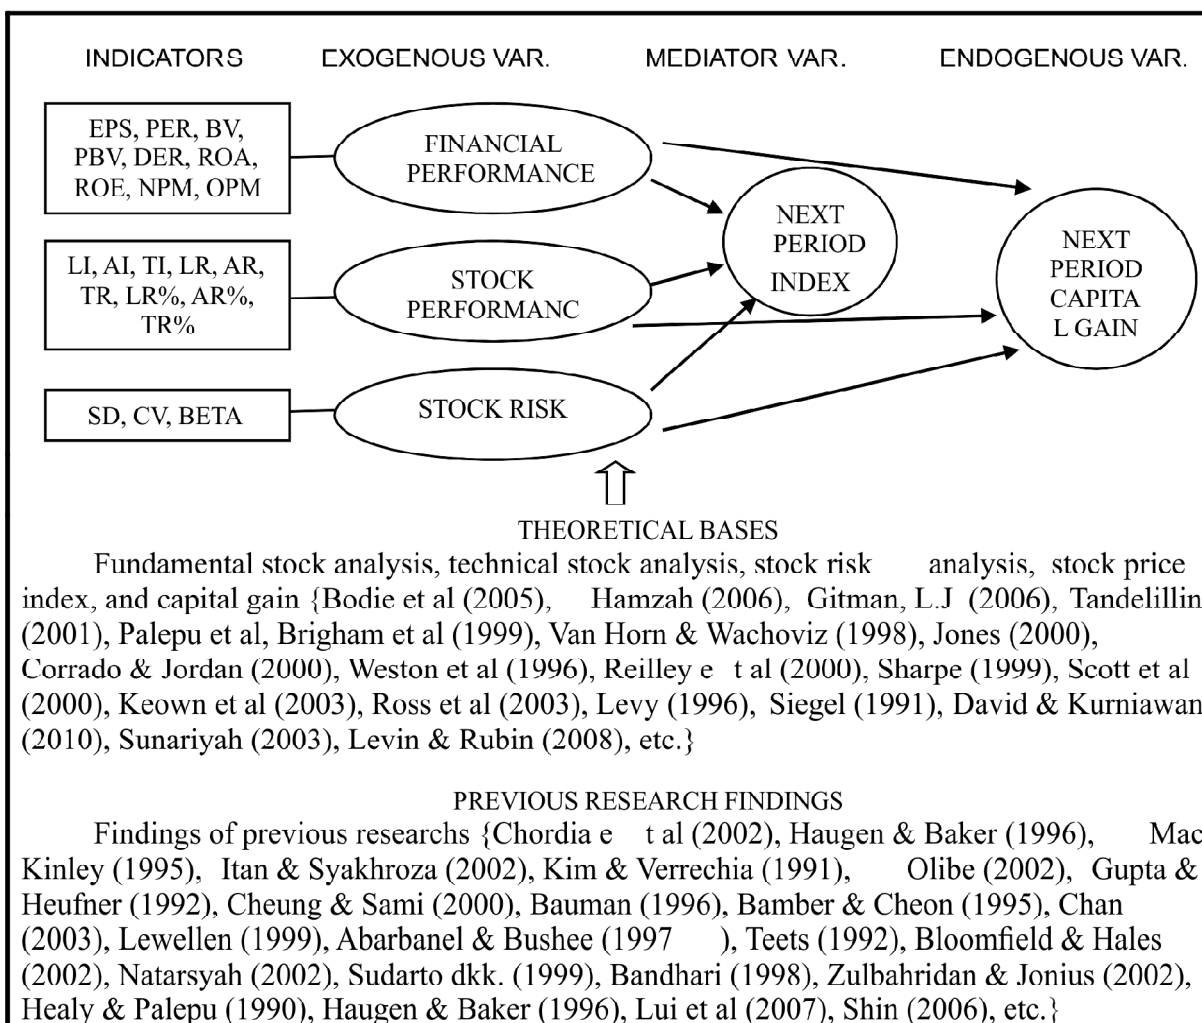 INDICATORS EXOGENOUS VAR. MEDIATOR VAR. ENDOGENOUS VAR.
EPS, PER, BV,
PBV, DER, ROA,
ROE, NPM, OPM
FINANCIAL
PERFORMANCE
NEXT
PERIOD
INDEX
NEXT
PERIOD
CAPITA
L GAIN
LI, AI, TI, LR, AR,
TR, LR%, AR%,
TR%
STOCK
PERFORMANC
SD, CV, BETA
STOCK RISK
THEORETICAL BASES
Fundamental stock analysis, technical stock analysis, stock risk analysis, stock price
index, and capital gain {Bodie et al (2005), Hamzah (2006), Gitman, L.J (2006), Tandelillin
(2001), Palepu et al, Brigham et al (1999), Van Horn & Wachoviz (1998), Jones (2000),
Corrado & Jordan (2000), Weston et al (1996), Reilley e t al (2000), Sharpe (1999), Scott et al
(2000), Keown et al (2003), Ross et al (2003), Levy (1996), Siegel (1991), David & Kurniawan
(2010), Sunariyah (2003), Levin & Rubin (2008), etc.}
PREVIOUS RESEARCH FINDINGS
Findings of previous researchs {Chordia e t al (2002), Haugen & Baker (1996), Mac
Kinley (1995), Itan & Syakhroza (2002), Kim & Verrechia (1991), Olibe (2002), Gupta &
Heufner (1992), Cheung & Sami (2000), Bauman (1996), Bamber & Cheon (1995), Chan
(2003), Lewellen (1999), Abarbanel & Bushee (1997 ), Teets (1992), Bloomfield & Hales
(2002), Natarsyah (2002), Sudarto dkk. (1999), Bandhari (1998), Zulbahridan & Jonius (2002),
Healy & Palepu (1990), Haugen & Baker (1996), Lui et al (2007), Shin (2006), etc.}